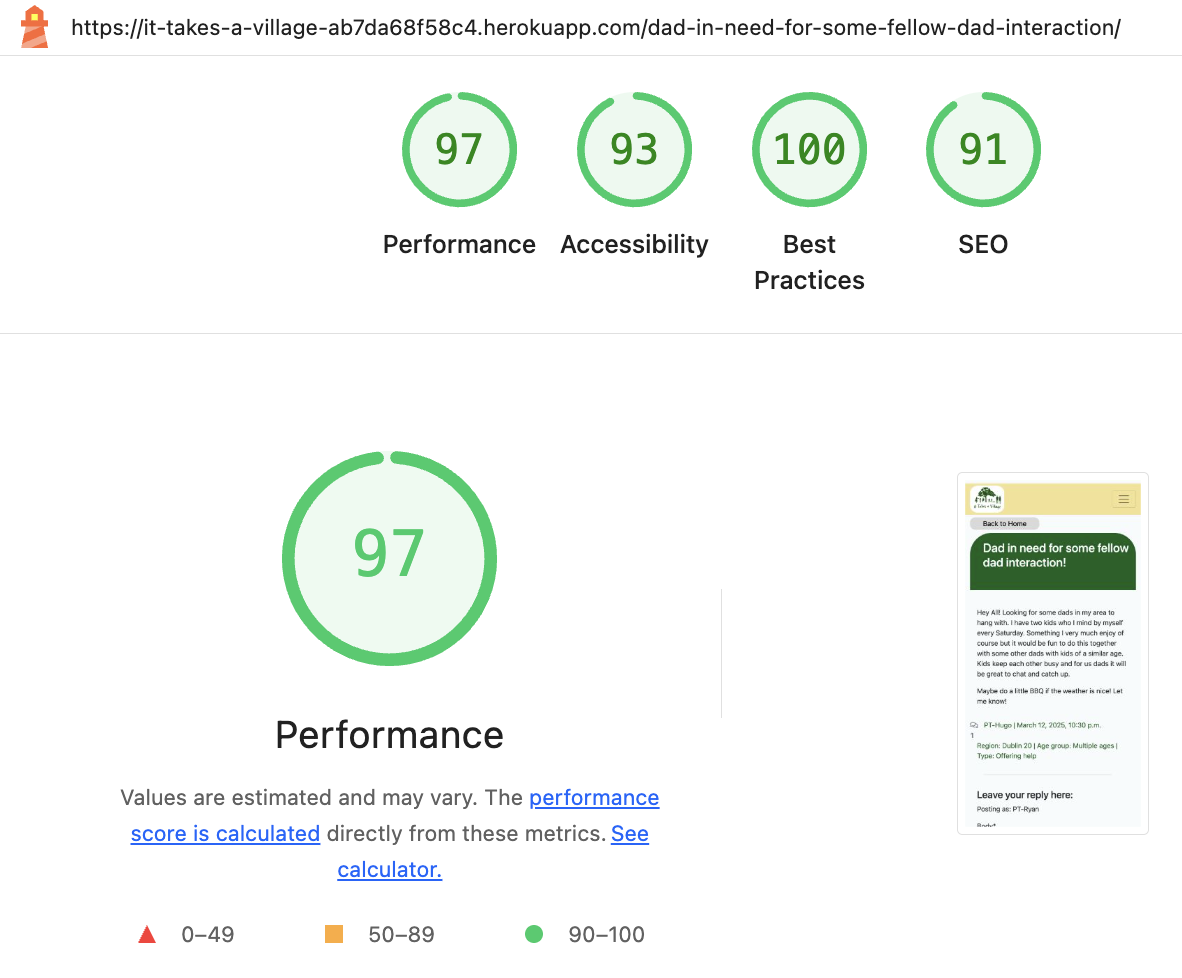 https://it-takes-a-village-ab7da68f58c4.herokuapp.com/dad-in-need-for-some-fellow-dad-interaction/
97
93
100
91
Performance
Accessibility
Best
Practices
SEO
97
Performance
Values are estimated and may vary. The performance
score is calculated directly from these metrics. See
calculator.
0–49
50–89
90–100
It Takes a Village
Back to Home
Dad in need for some fellow
dad interaction!
Hey All! Looking for some dads in my area to
hang with. I have two kids who I mind by myself
every Saturday. Something I very much enjoy of
course but it would be fun to do this together
with some other dads with kids of a similar age.
Kids keep each other busy and for us dads it will
be great to chat and catch up.
Maybe do a little BBQ if the weather is nice! Let
me know!
PT-Hugo | March 12, 2025, 10:30 p.m.
1
Region: Dublin 20 | Age group: Multiple ages |
Type: Offering help
Leave your reply here:
Posting as: PT-Ryan
Body*